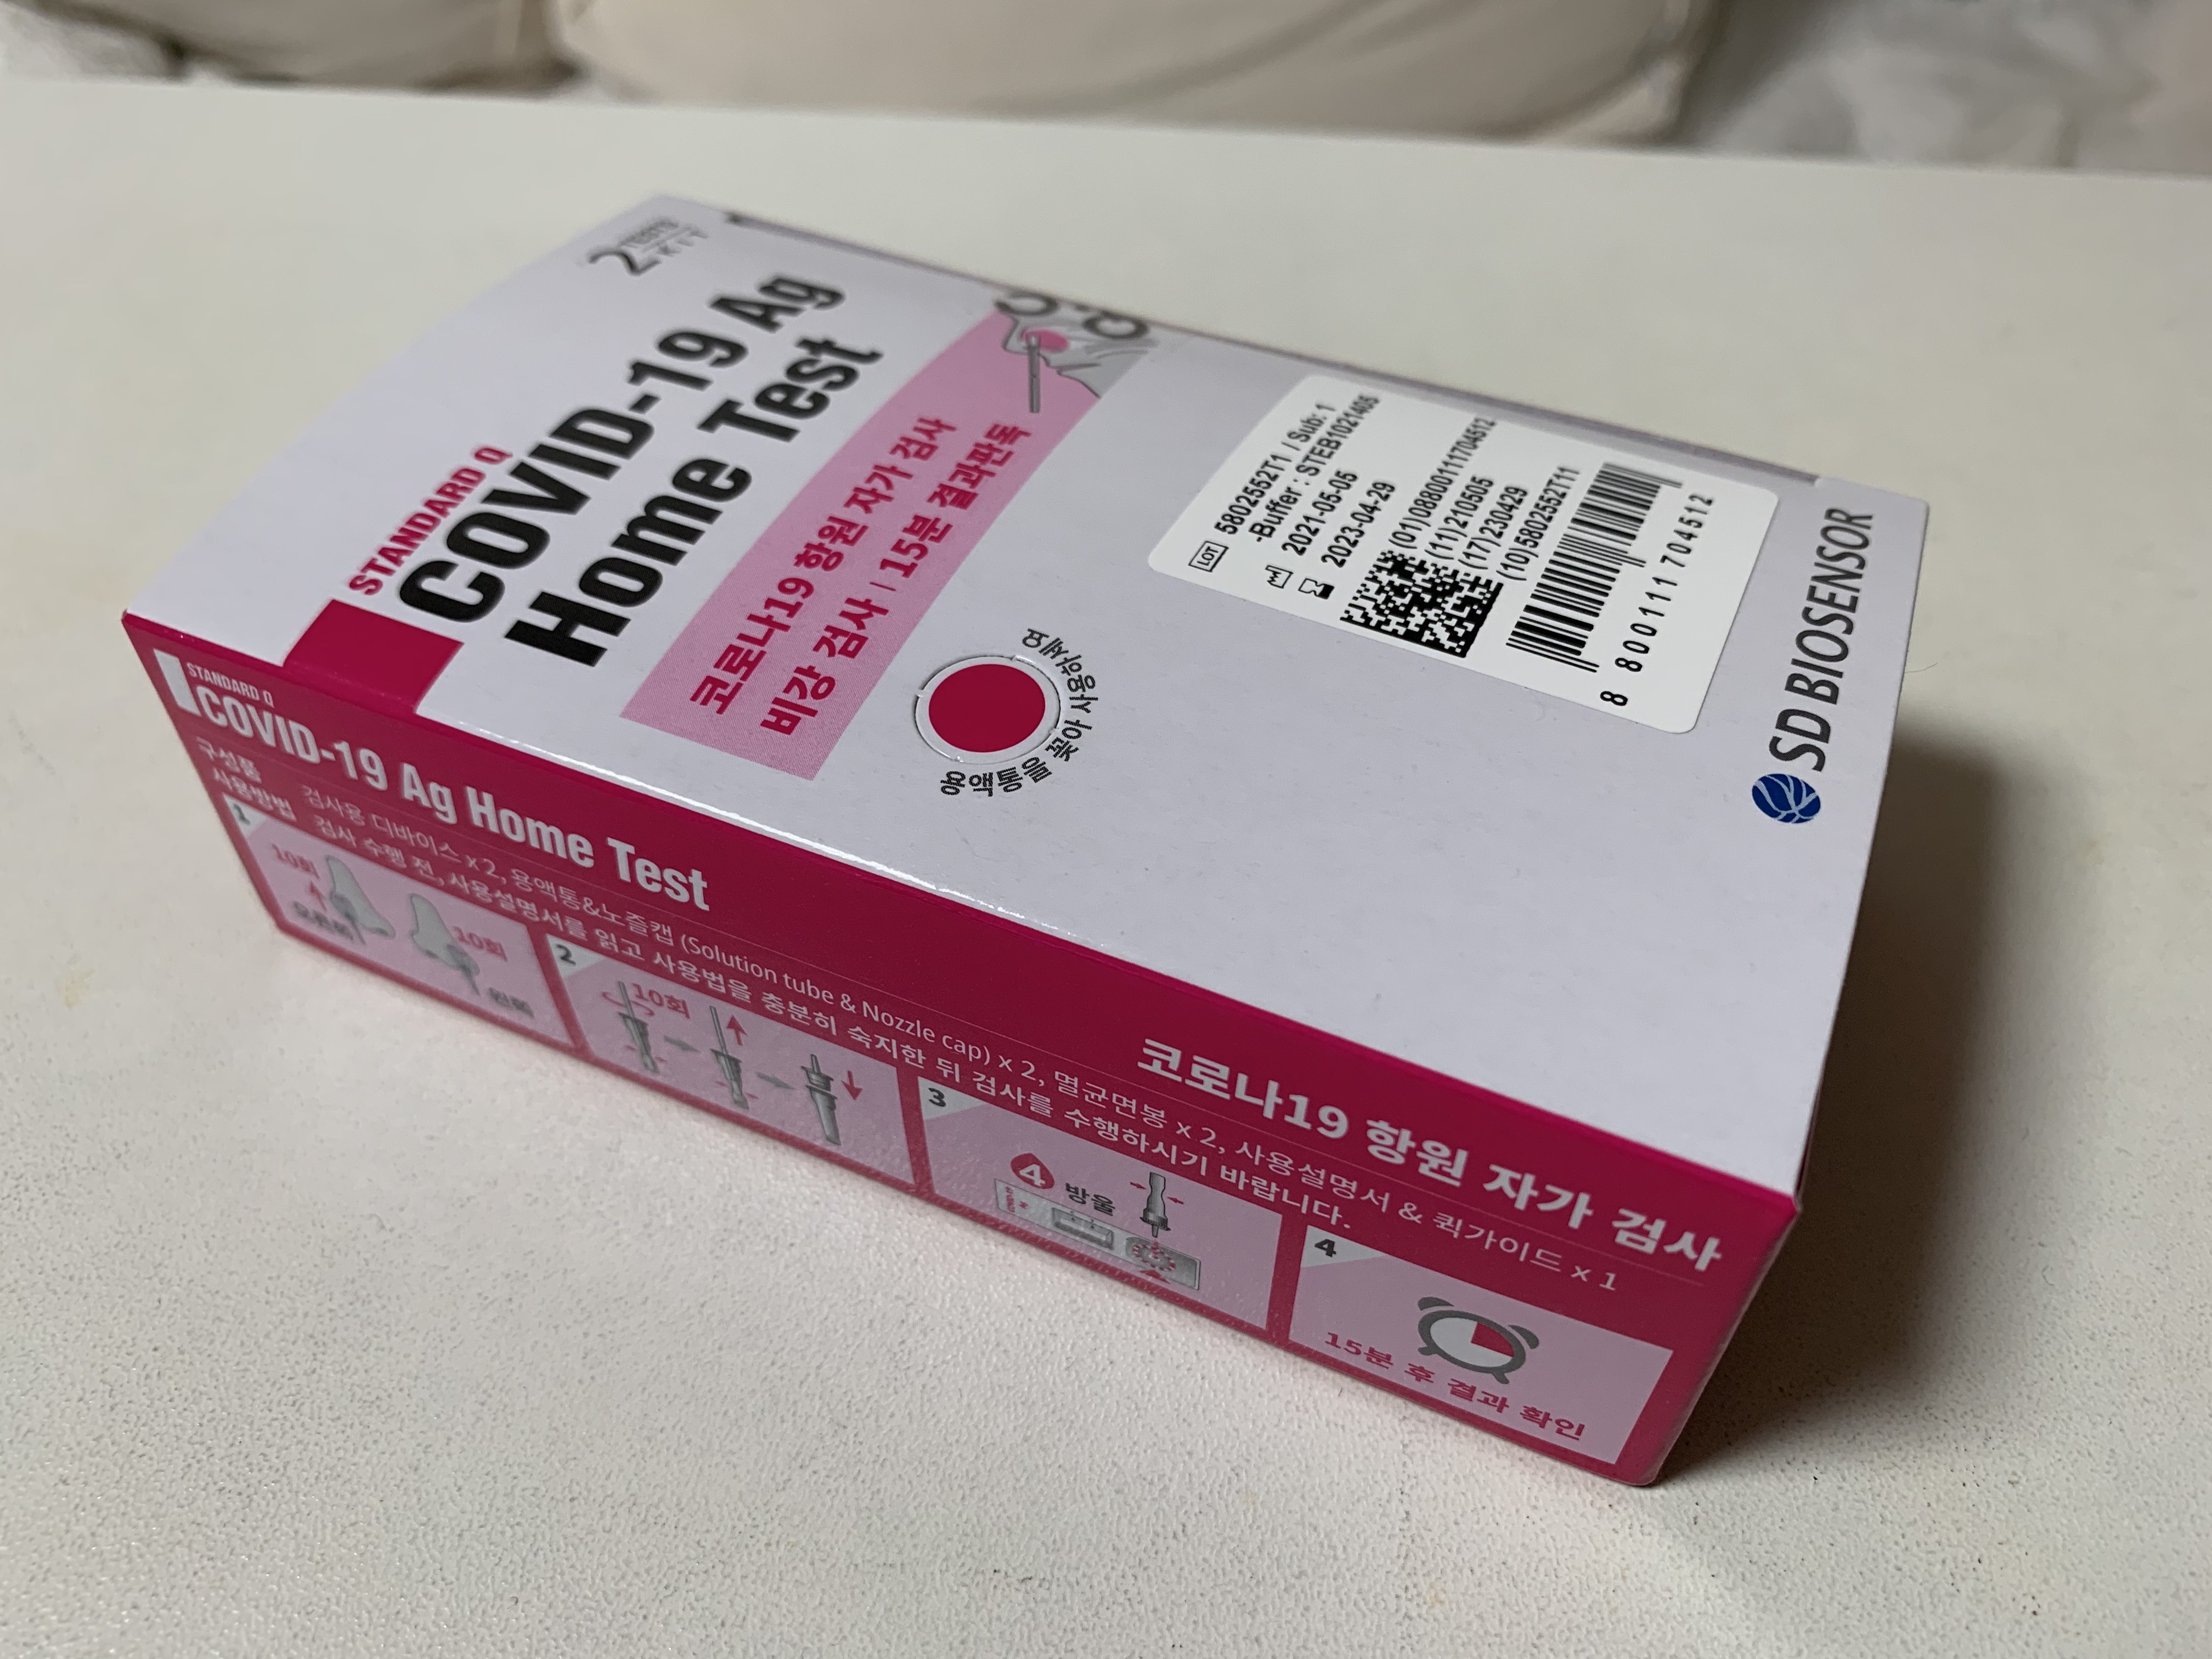 2 TESTS
KIT
STANDARD Q
COVID-19 Ag
Home Test
코로나19 항원 자가 검사
비강 검사 | 15분 결과판독
용액통을 꽂아 사용하세요
LOT 5802552T1 / Sub: 1
-Buffer : STEB1021405
2021-05-05
2023-04-29
(01)08800111704512
(11)210505
(17)230429
(10)5802552T11
8 800111 704512
SD BIOSENSOR
STANDARD Q
COVID-19 Ag Home Test
코로나19 항원 자가 검사
구성품 검사용 디바이스 x 2, 용액통&노즐캡 (Solution tube & Nozzle cap) x 2, 멸균면봉 x 2, 사용설명서 & 퀵가이드 x 1
사용방법 검사 수행 전, 사용설명서를 읽고 사용법을 충분히 숙지한 뒤 검사를 수행하시기 바랍니다.
1
10회
오른쪽
10회
왼쪽
2
10회
3
4 방울
4
15분 후 결과 확인